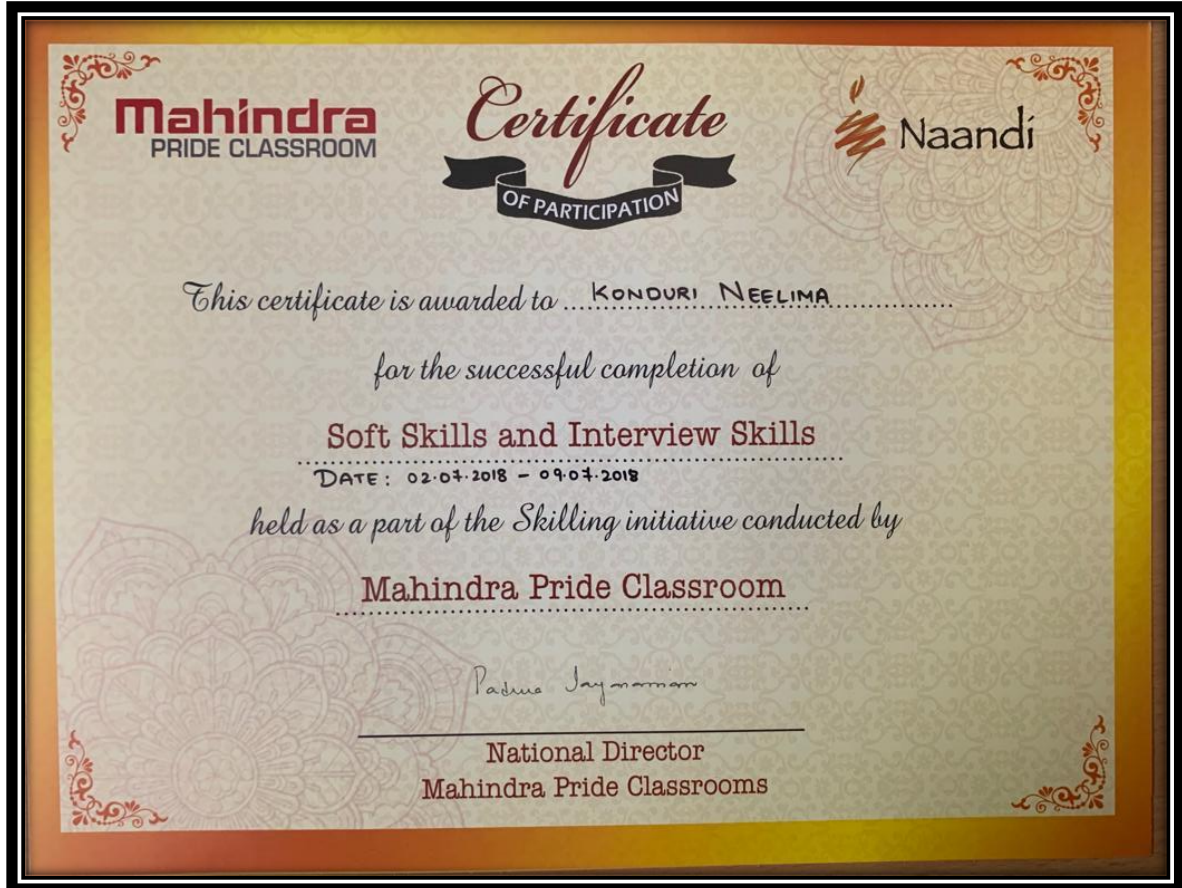 Mahindra
PRIDE CLASSROOM
Certificate
OF PARTICIPATION
Naandi
This certificate is awarded to ... KONDURI NEELIMA ...............
for the successful completion of
Soft Skills and Interview Skills
DATE: 02.07.2018 - 09.07.2018
held as a part of the Skilling initiative conducted by
Mahindra Pride Classroom
Padma
National Director
Mahindra Pride Classrooms